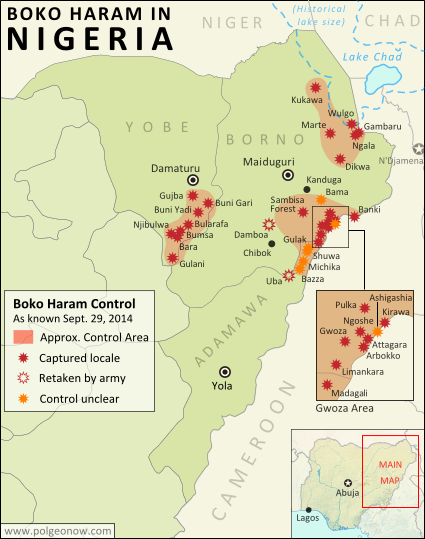 BOKO HARAM IN
NIGERIA
NIGER
(Historical
lake size)
CHAD
Lake Chad
Kukawa
Wulgo
Marte
Gambaru
Ngala
Dikwa
N'Djamena
YOBE
BORNO
Damaturu
Maiduguri
Kanduga
Bama
Gujba
Buni Gari
Buni Yadi
Sambisa
Forest
Banki
Njibulwa
Bularafa
Bumsa
Damboa
Bara
Gulak
Chibok
Gulani
Shuwa
Michika
Uba
Bazza
Boko Haram Control
As known Sept. 29, 2014
Approx. Control Area
Captured locale
Retaken by army
Control unclear
ADAMAWA
Yola
CAMEROON
Ashigashia
Pulka
Kirawa
Ngoshe
Gwoza
Attagara
Arbokko
Limankara
Madagali
Gwoza Area
MAIN
MAP
Abuja
Lagos
www.polgeonow.com